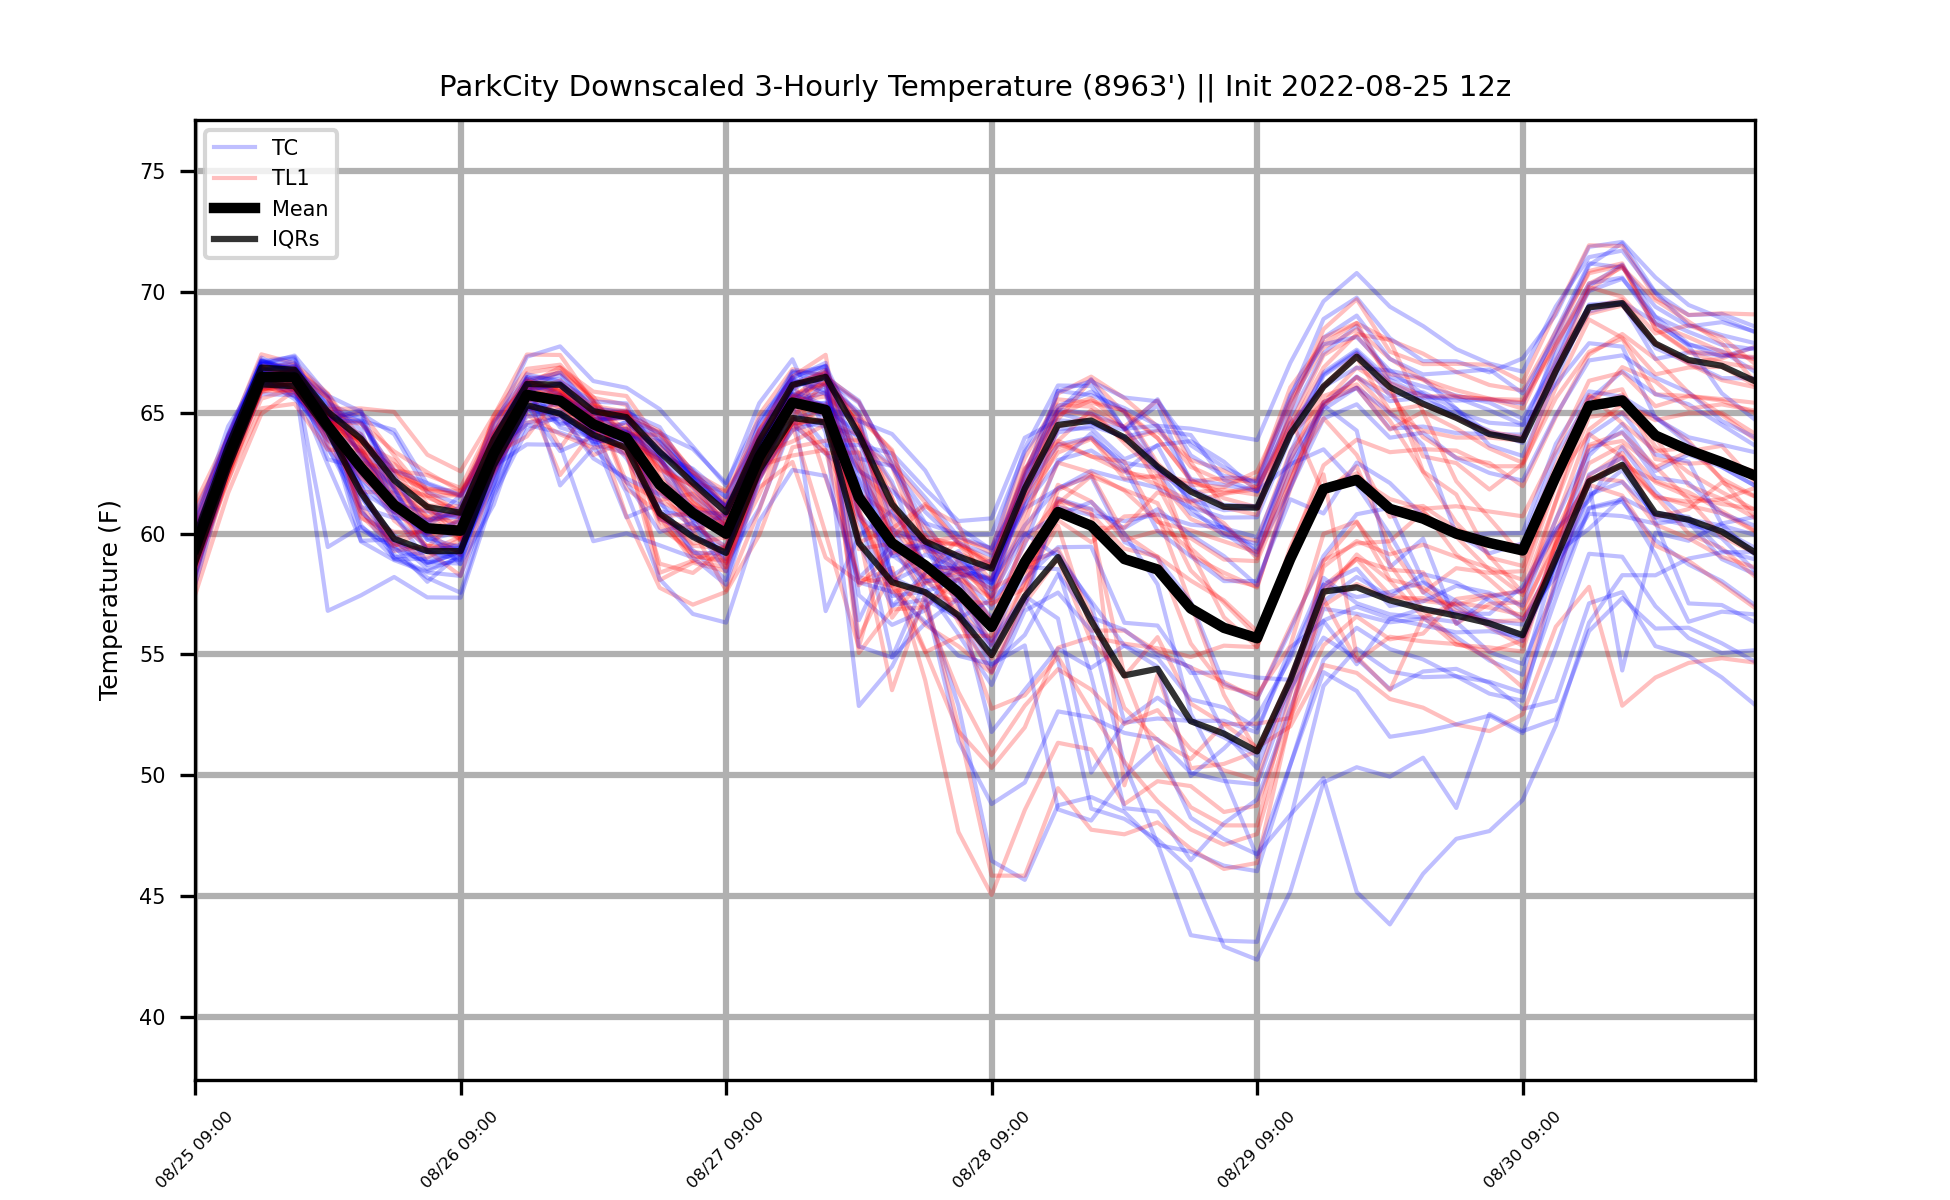 ParkCity Downscaled 3-Hourly Temperature (8963') || Init 2022-08-25 12z
TC
TL1
Mean
IQRs
Temperature (F)
75
70
65
60
55
50
45
40
08/25 09:00
08/26 09:00
08/27 09:00
08/28 09:00
08/29 09:00
08/30 09:00